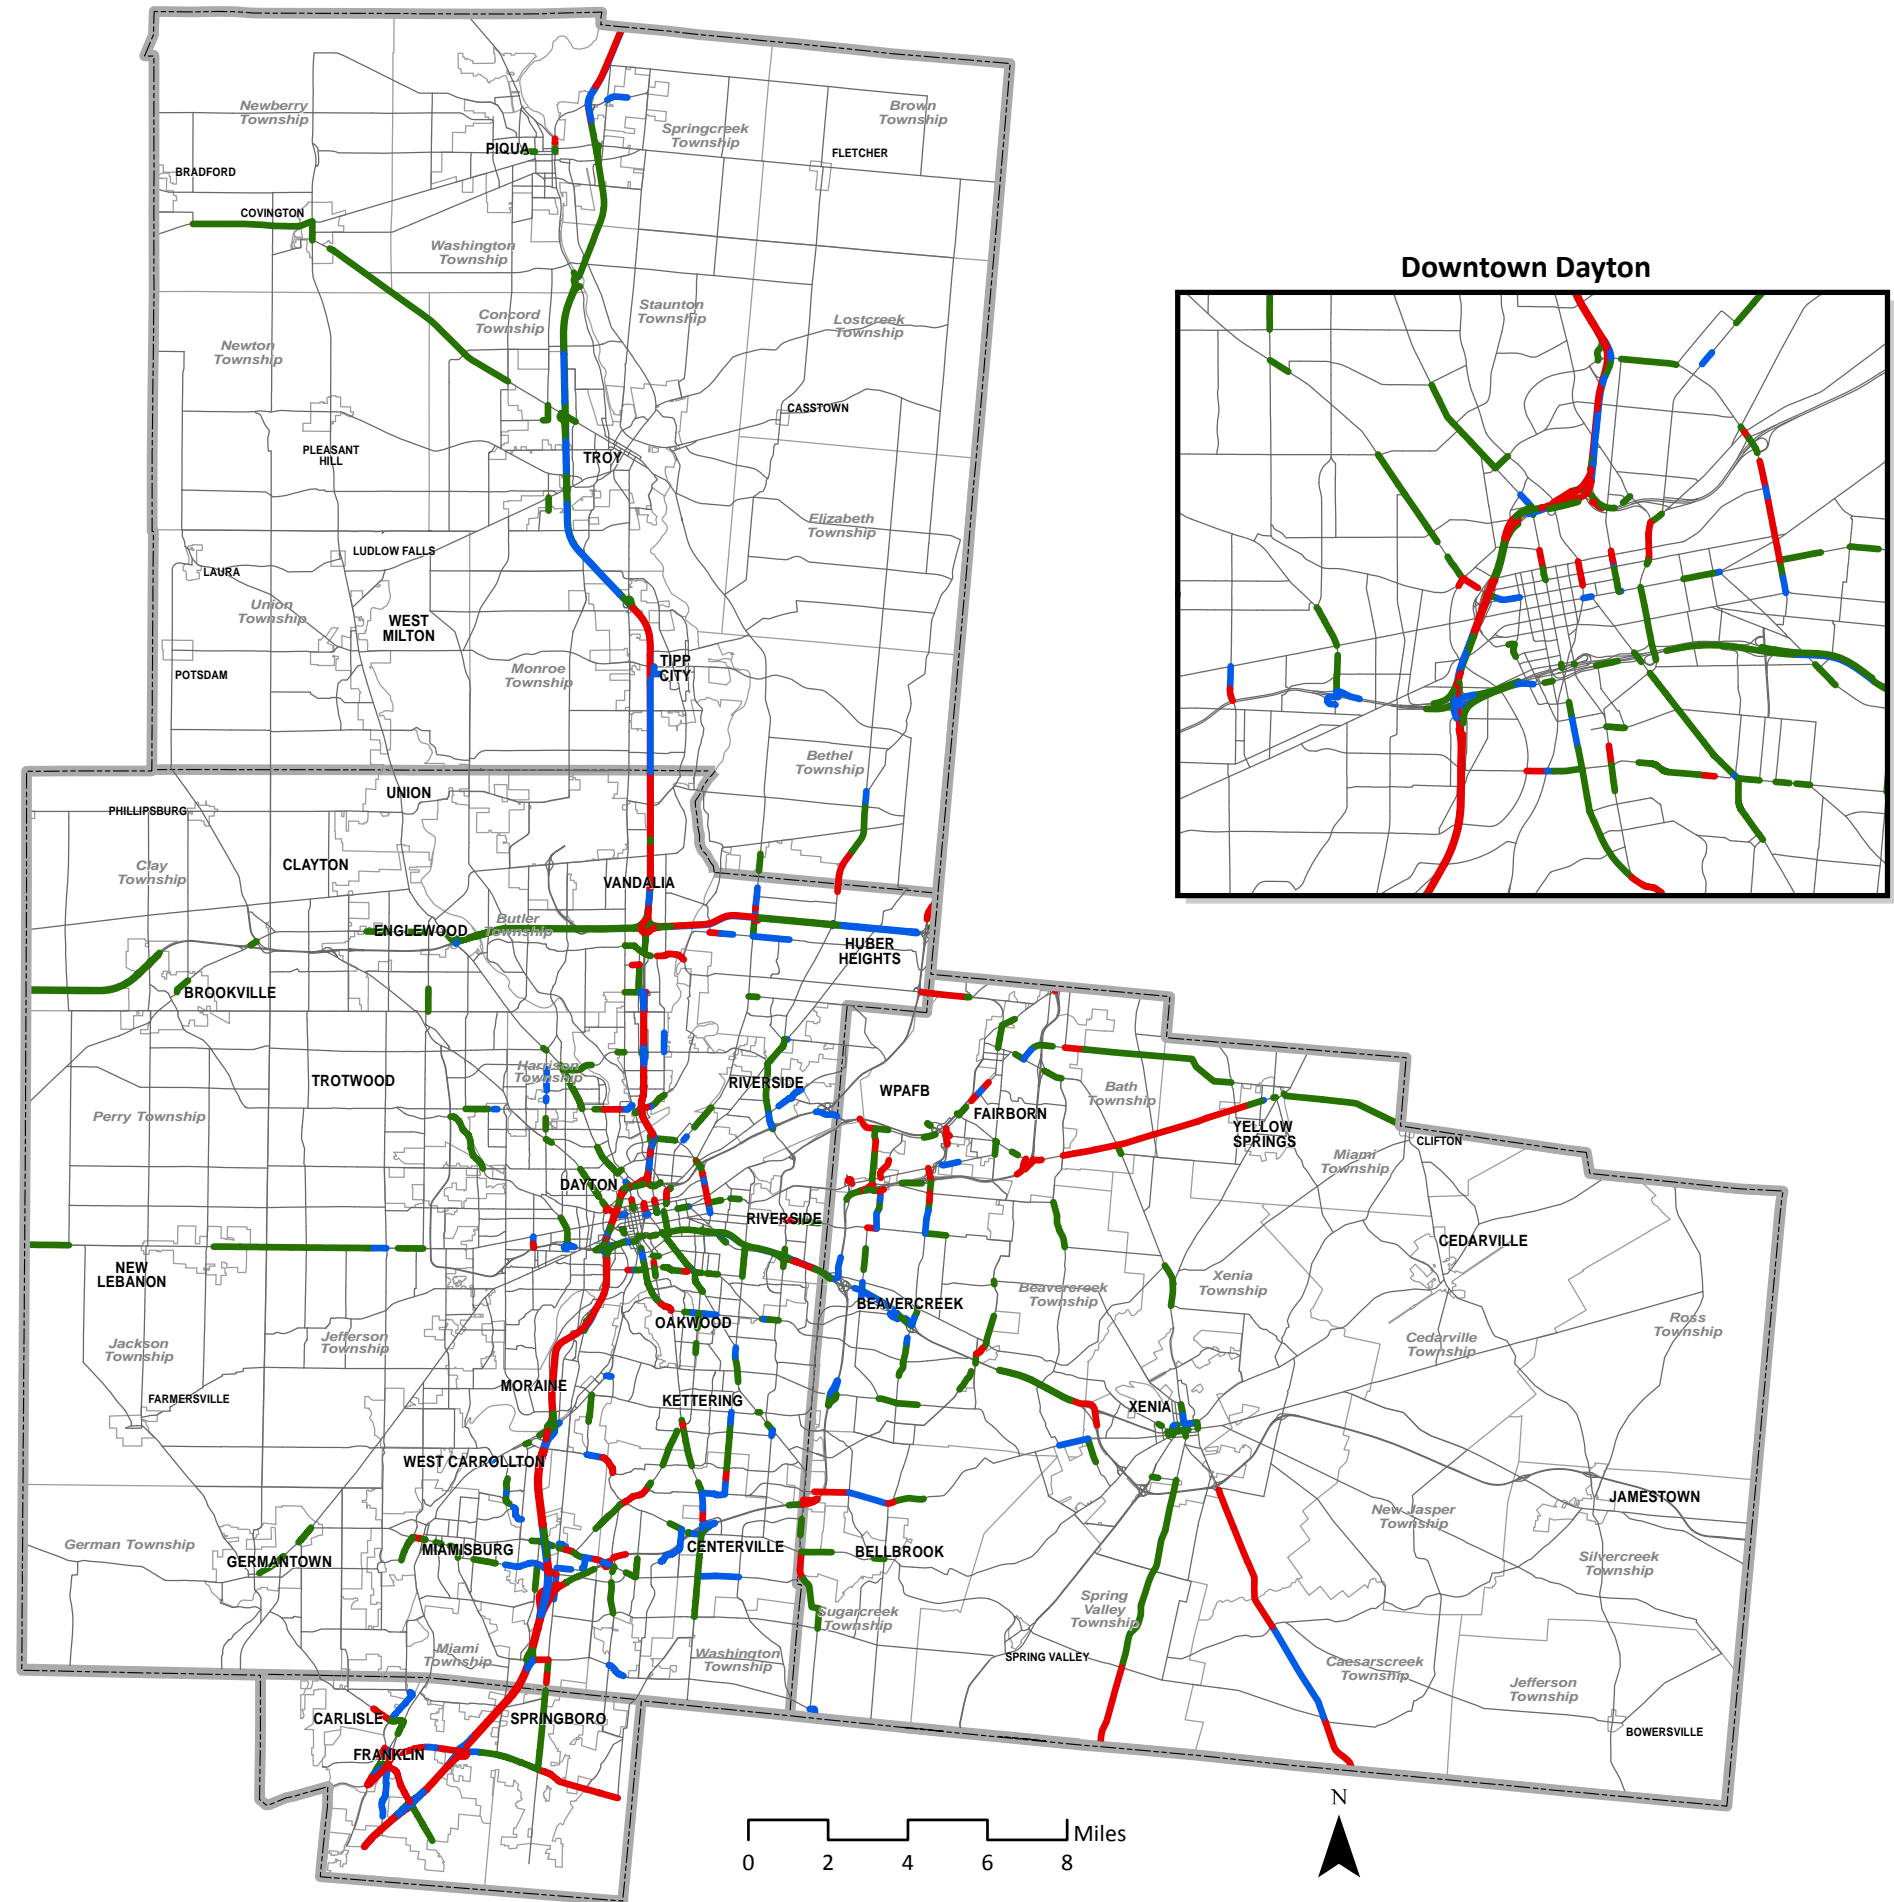 Newberry
Township
Brown
Township
Springcreek
Township
PIQUA
FLETCHER
BRADFORD
COVINGTON
Washington
Township
Downtown Dayton
Concord
Township
Staunton
Township
Lostcreek
Township
Newton
Township
CASSTOWN
PLEASANT
HILL
TROY
Elizabeth
Township
LUDLOW FALLS
LAURA
Union
Township
WEST
MILTON
Monroe
Township
TIPP
CITY
POTSDAM
Bethel
Township
UNION
PHILLIPSBURG
Clay
Township
CLAYTON
VANDALIA
Butler
Township
ENGLEWOOD
HUBER
HEIGHTS
BROOKVILLE
TROTWOOD
Harrison
Township
RIVERSIDE
WPAFB
Bath
Township
FAIRBORN
Perry Township
YELLOW
SPRINGS
CLIFTON
Miami
Township
DAYTON
RIVERSIDE
CEDARVILLE
NEW
LEBANON
Beavercreek
Township
Xenia
Township
BEAVERCREEK
OAKWOOD
Ross
Township
Jackson
Township
Jefferson
Township
Cedarville
Township
MORAINE
FARMERSVILLE
KETTERING
XENIA
WEST CARROLLTON
JAMESTOWN
New Jasper
Township
German Township
GERMANTOWN
MIAMISBURG
CENTERVILLE
BELLBROOK
Silvercreek
Township
Spring
Valley
Township
Sugarcreek
Township
Miami
Township
Washington
Township
SPRING VALLEY
Caesarscreek
Township
Jefferson
Township
CARLISLE
SPRINGBORO
BOWERSVILLE
FRANKLIN
N
Miles
0 2 4 6 8